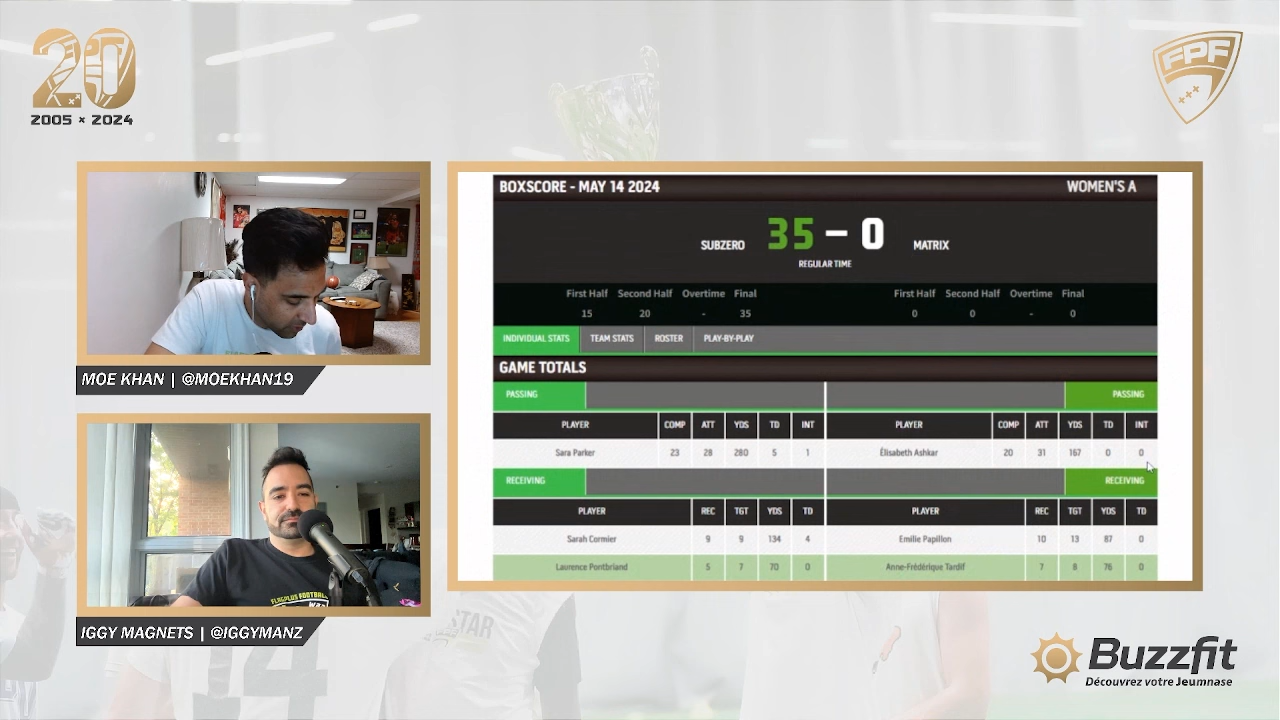 20
2005 × 2024
FPF
MOE KHAN | @MOEKHAN19
FLAGPLUS FOOTBALL
IGGY MAGNETS | @IGGYMANZ
BOXSCORE - MAY 14 2024 WOMEN'S A
SUBZERO 35 – 0 MATRIX
REGULAR TIME
First Half Second Half Overtime Final First Half Second Half Overtime Final
15 20 - 35 0 0 - 0
INDIVIDUAL STATS TEAM STATS ROSTER PLAY-BY-PLAY
GAME TOTALS
PASSING PASSING
PLAYER COMP ATT YDS TD INT PLAYER COMP ATT YDS TD INT
Sara Parker 23 28 280 5 1 Élisabeth Ashkar 20 31 167 0 0
RECEIVING RECEIVING
PLAYER REC TGT YDS TD PLAYER REC TGT YDS TD
Sarah Cormier 9 9 134 4 Emilie Papillon 10 13 87 0
Laurence Pontbriand 5 7 70 0 Anne-Frédérique Tardif 7 8 76 0
STAR
14
Buzzfit
Découvrez votre Jeumnase